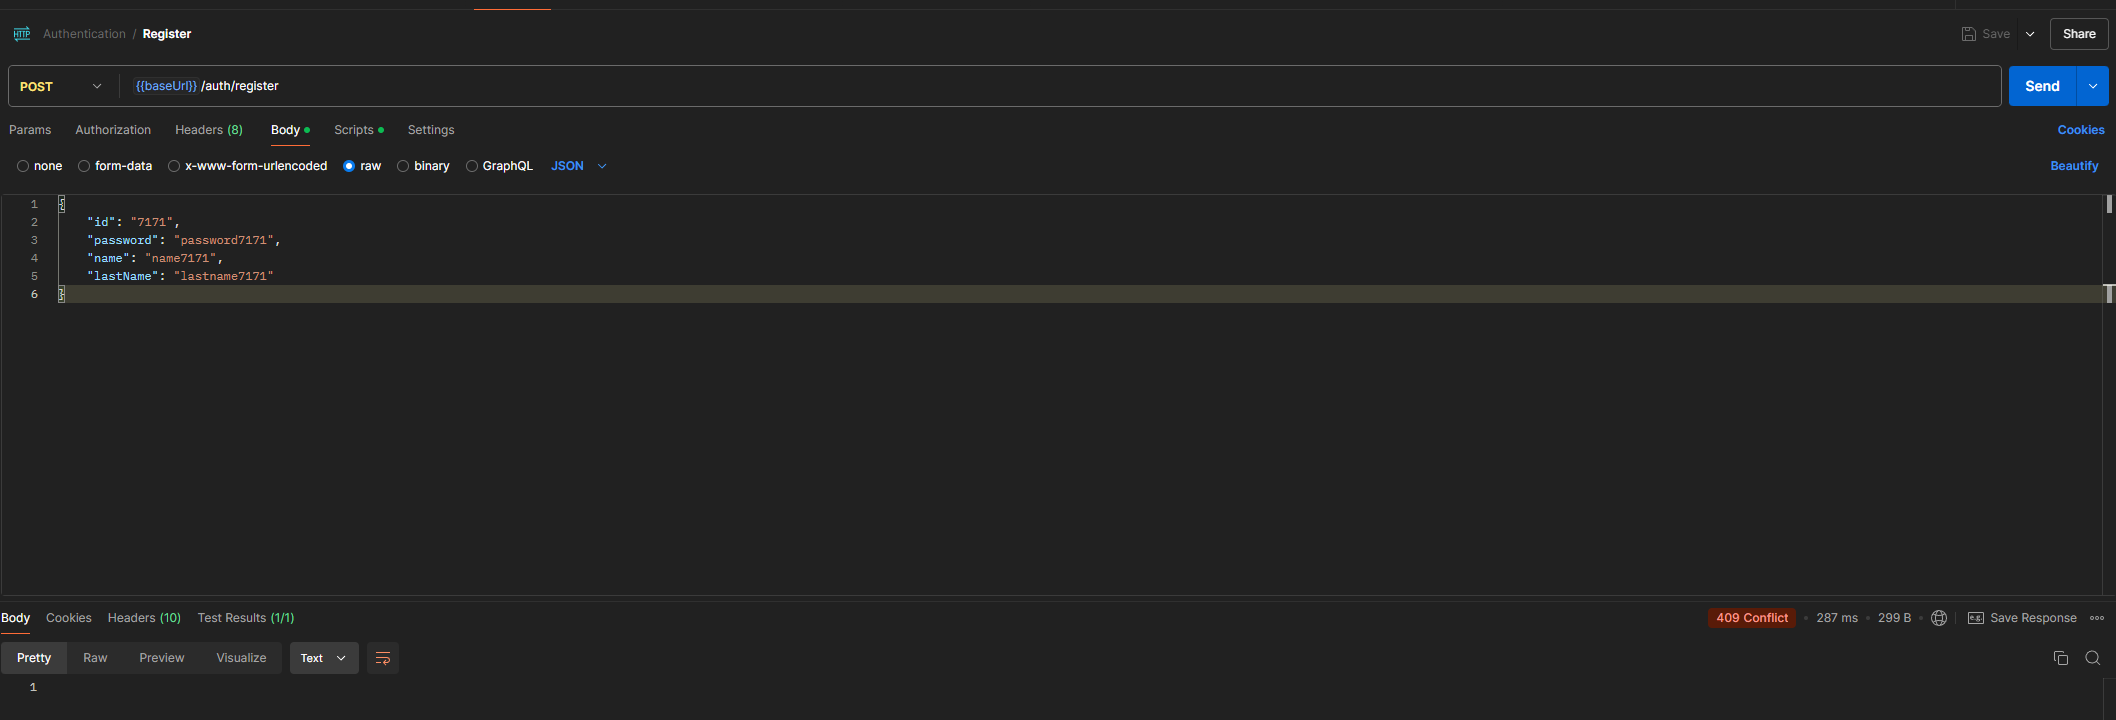 HTTP Authentication / Register Save Share
POST {{baseUrl}} /auth/register Send
Params Authorization Headers (8) Body Scripts Settings Cookies
none form-data x-www-form-urlencoded raw binary GraphQL JSON Beautify
1 {
2 "id": "7171",
3 "password": "password7171",
4 "name": "name7171",
5 "lastName": "lastname7171"
6 }
Body Cookies Headers (10) Test Results (1/1) 409 Conflict • 287 ms • 299 B • e.g. Save Response
Pretty Raw Preview Visualize Text
1